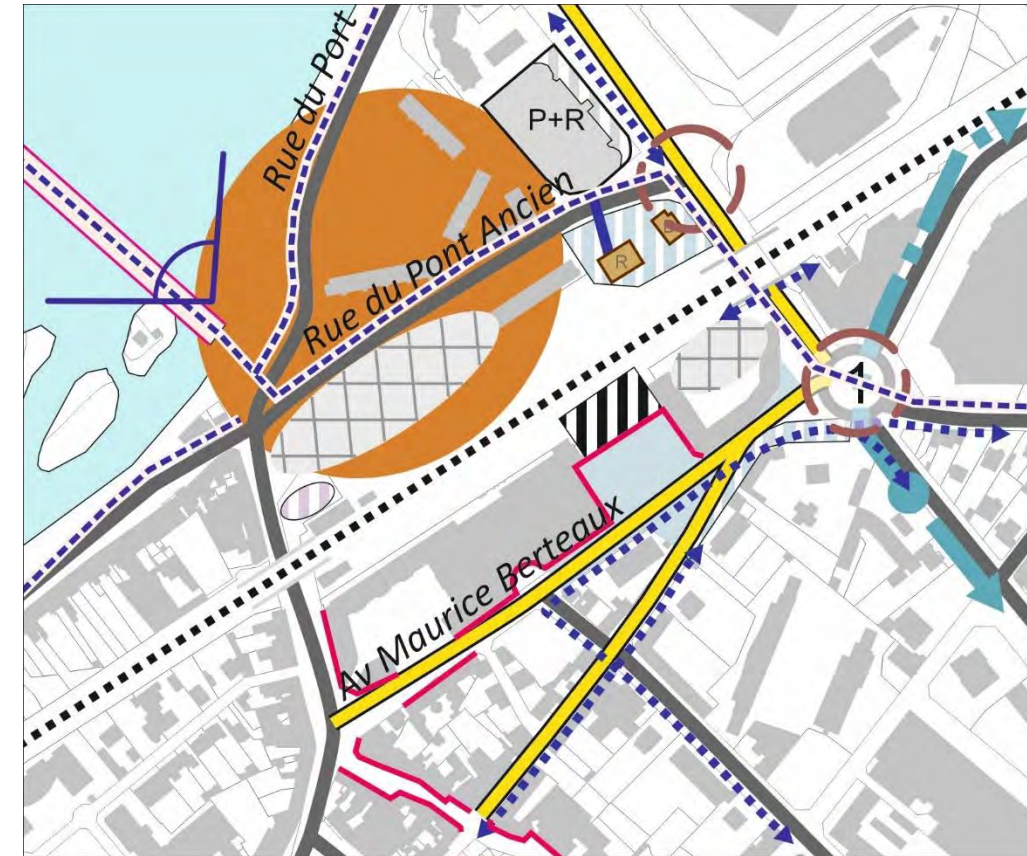 Rue du Port
P+R
Rue du Pont Ancien
R
1
Av Maurice Berteaux